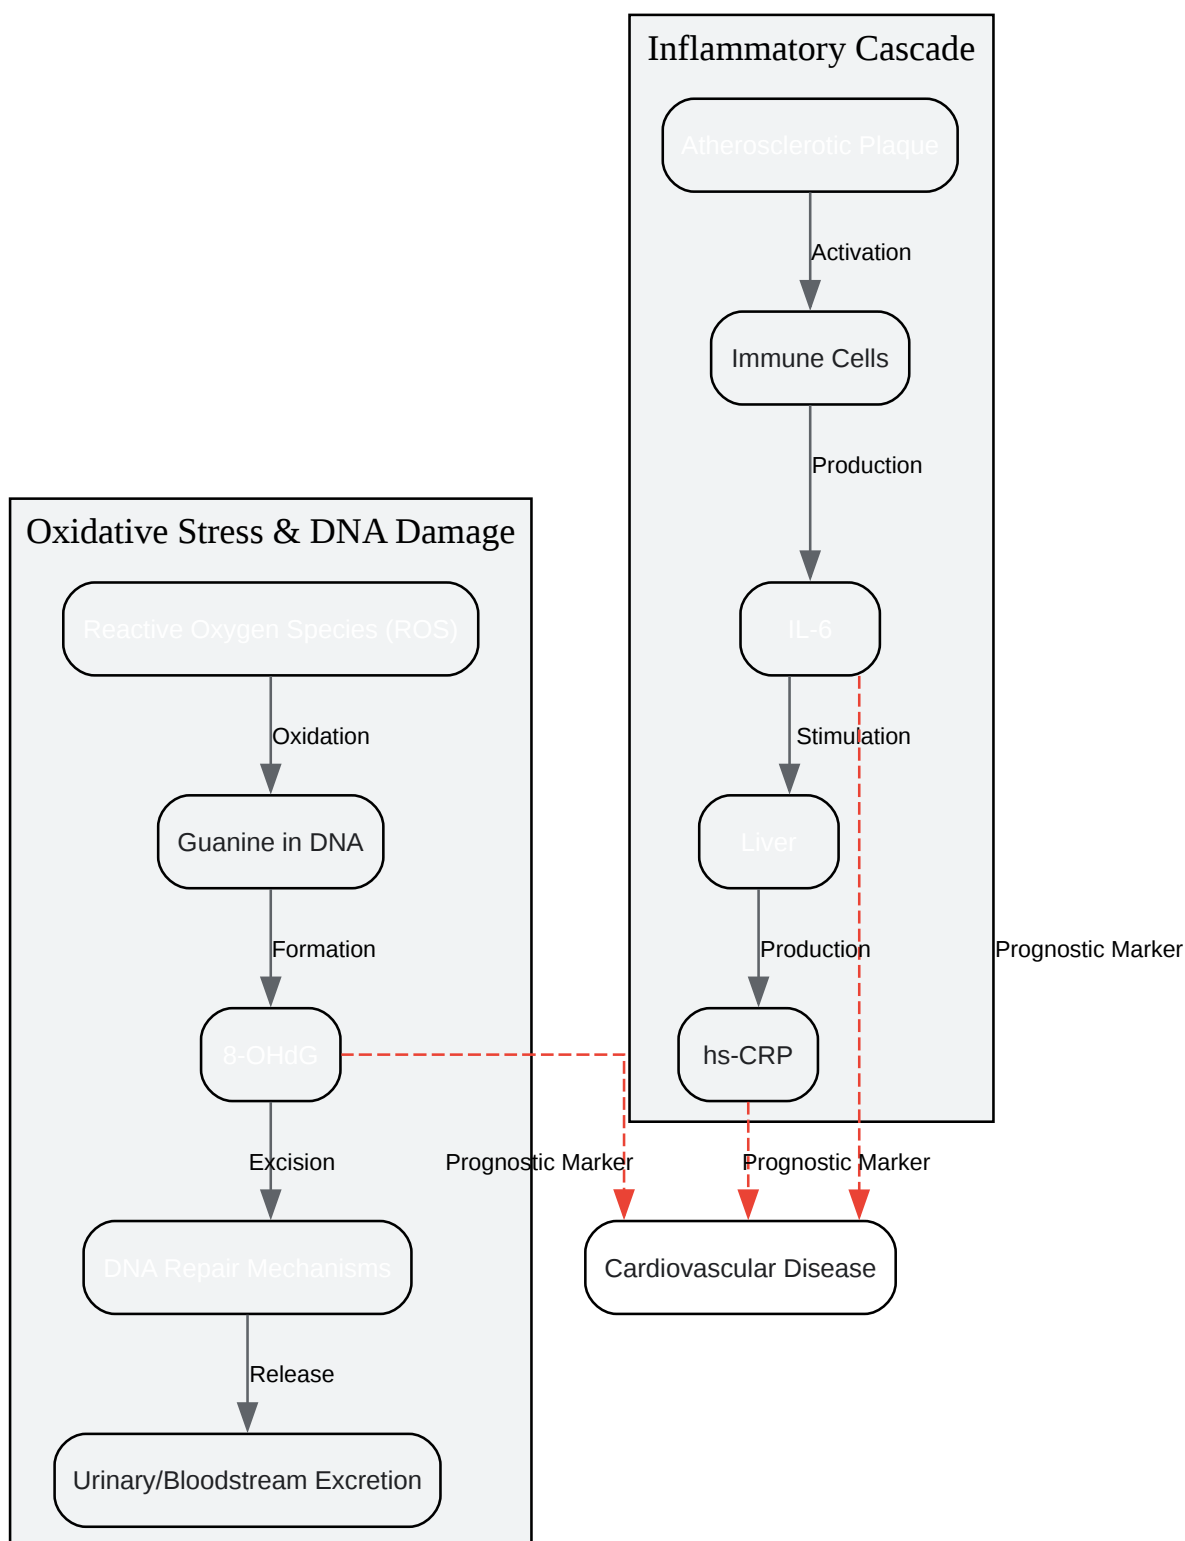 Inflammatory Cascade
Atherosclerotic Plaque
Activation
Immune Cells
Production
IL-6
Stimulation
Liver
Production
hs-CRP
Prognostic Marker
Oxidative Stress & DNA Damage
Reactive Oxygen Species (ROS)
Oxidation
Guanine in DNA
Formation
8-OHdG
Excision
Prognostic Marker
Prognostic Marker
DNA Repair Mechanisms
Cardiovascular Disease
Release
Urinary/Bloodstream Excretion